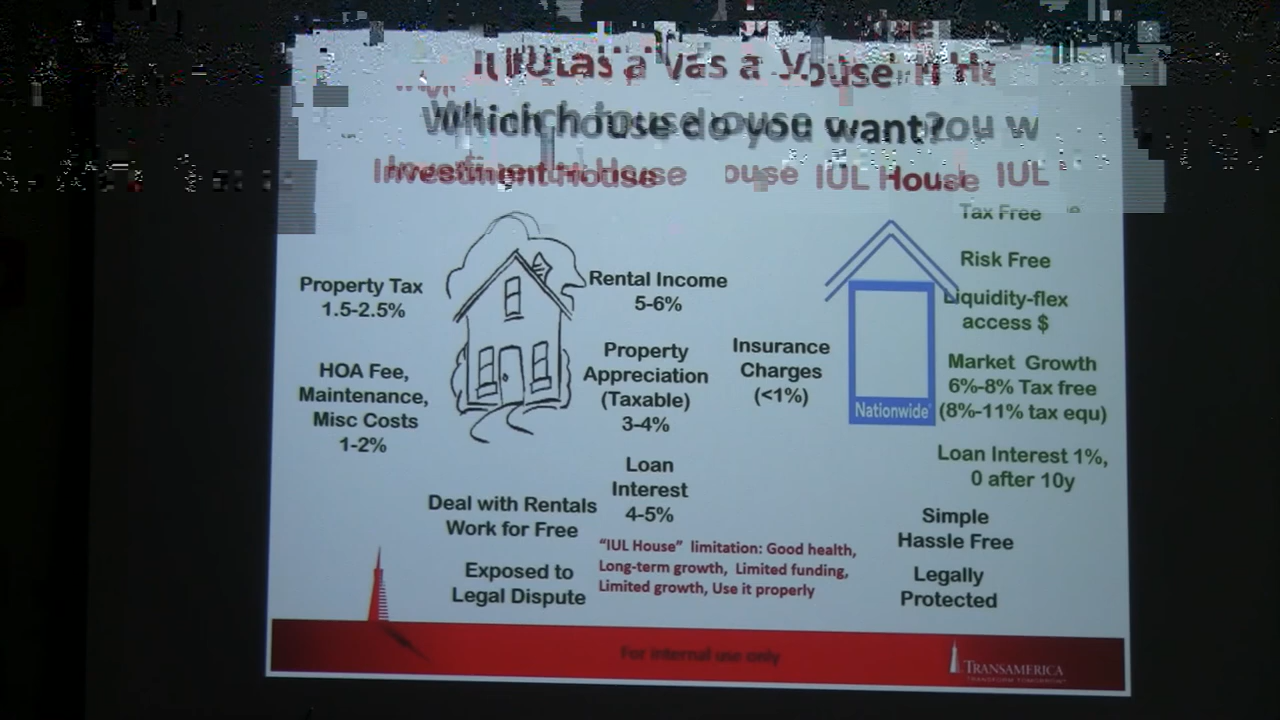 Which house do you want?
Investment House
IUL House
IUL
Tax Free
Property Tax
1.5-2.5%
Rental Income
5-6%
Risk Free
Liquidity-flex
access $
HOA Fee,
Maintenance,
Misc Costs
1-2%
Property
Appreciation
(Taxable)
3-4%
Insurance
Charges
(<1%)
Nationwide
Market Growth
6%-8% Tax free
(8%-11% tax equ)
Loan
Interest
4-5%
Loan Interest 1%,
0 after 10y
Deal with Rentals
Work for Free
Simple
Hassle Free
"IUL House" limitation: Good health,
Long-term growth, Limited funding,
Limited growth, Use it properly
Exposed to
Legal Dispute
Legally
Protected
For internal use only
TRANSAMERICA
TRANSFORM TOMORROW